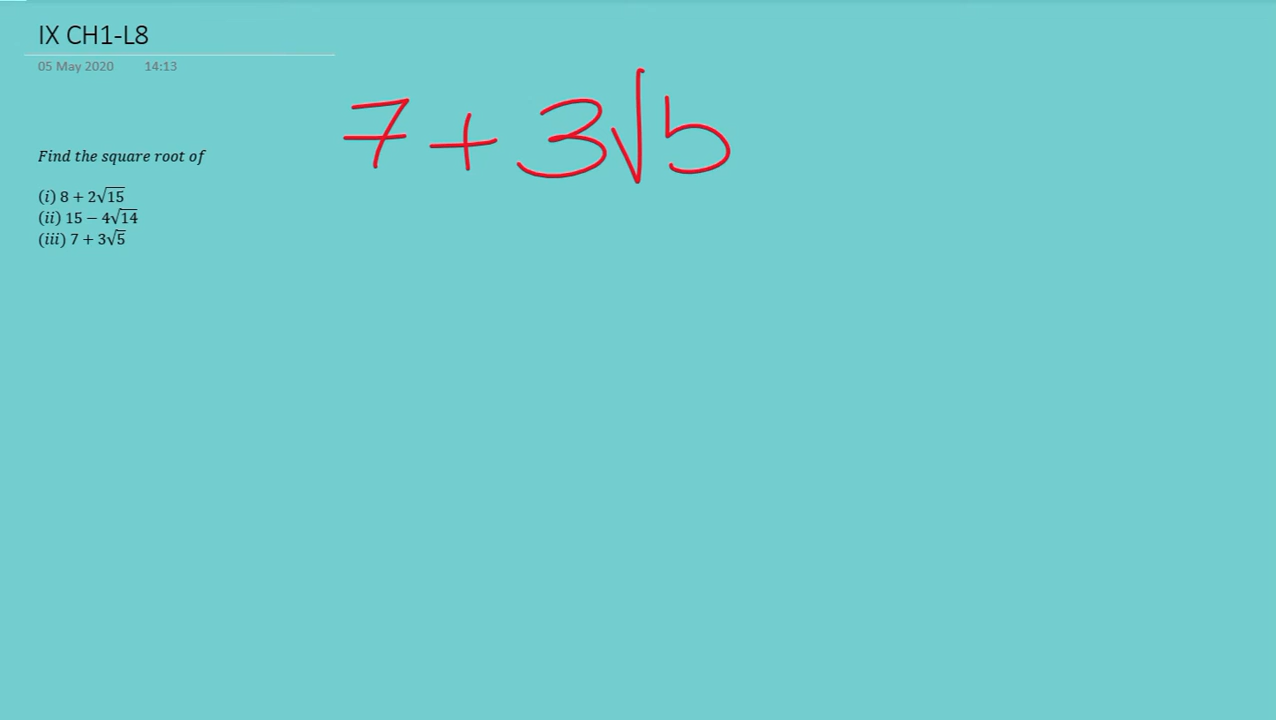 IX CH1-L8
05 May 2020 14:13
7 + 3√5
Find the square root of
(i) 8 + 2√15
(ii) 15 − 4√14
(iii) 7 + 3√5